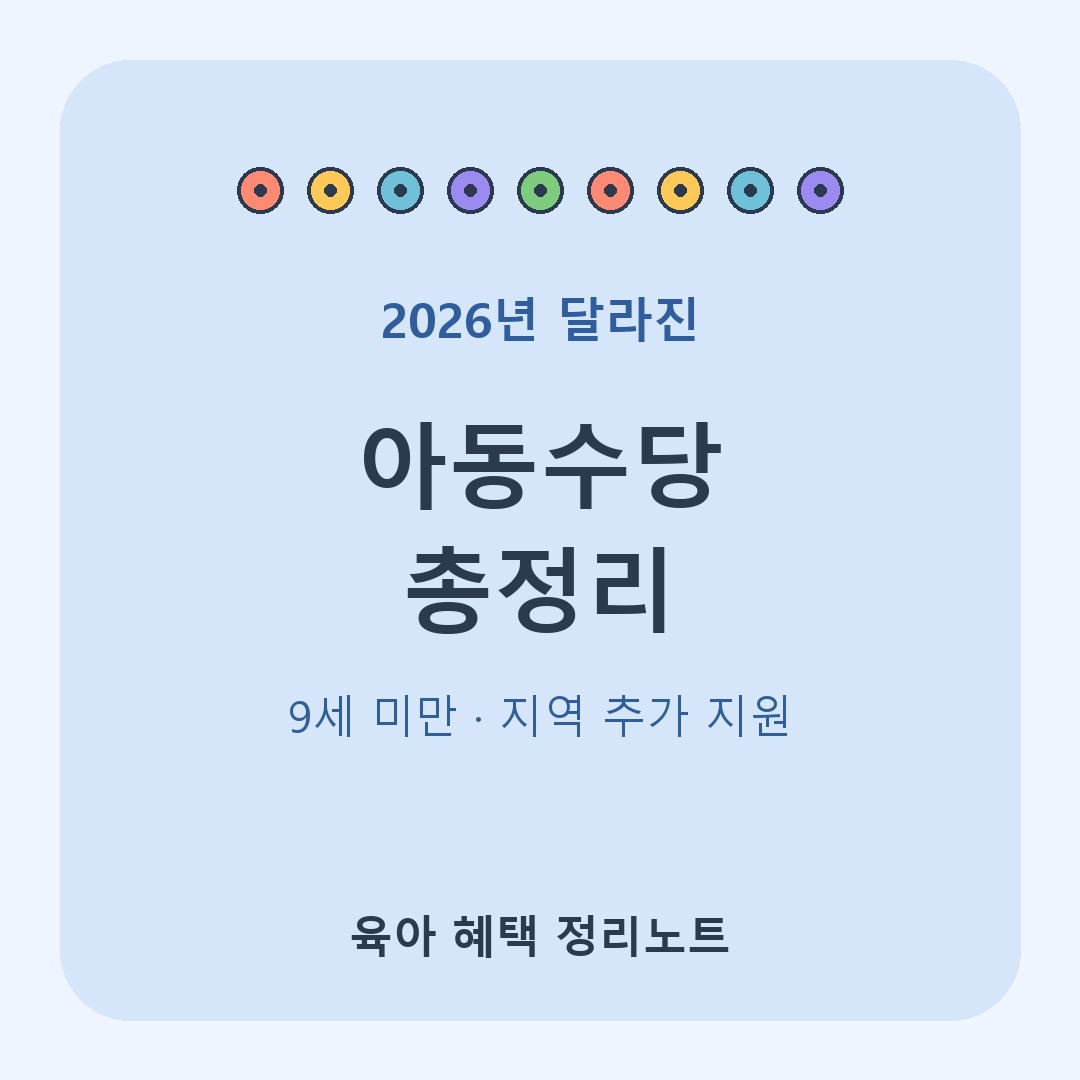 2026년 달라진
아동수당
총정리
9세 미만 · 지역 추가 지원
육아 혜택 정리노트